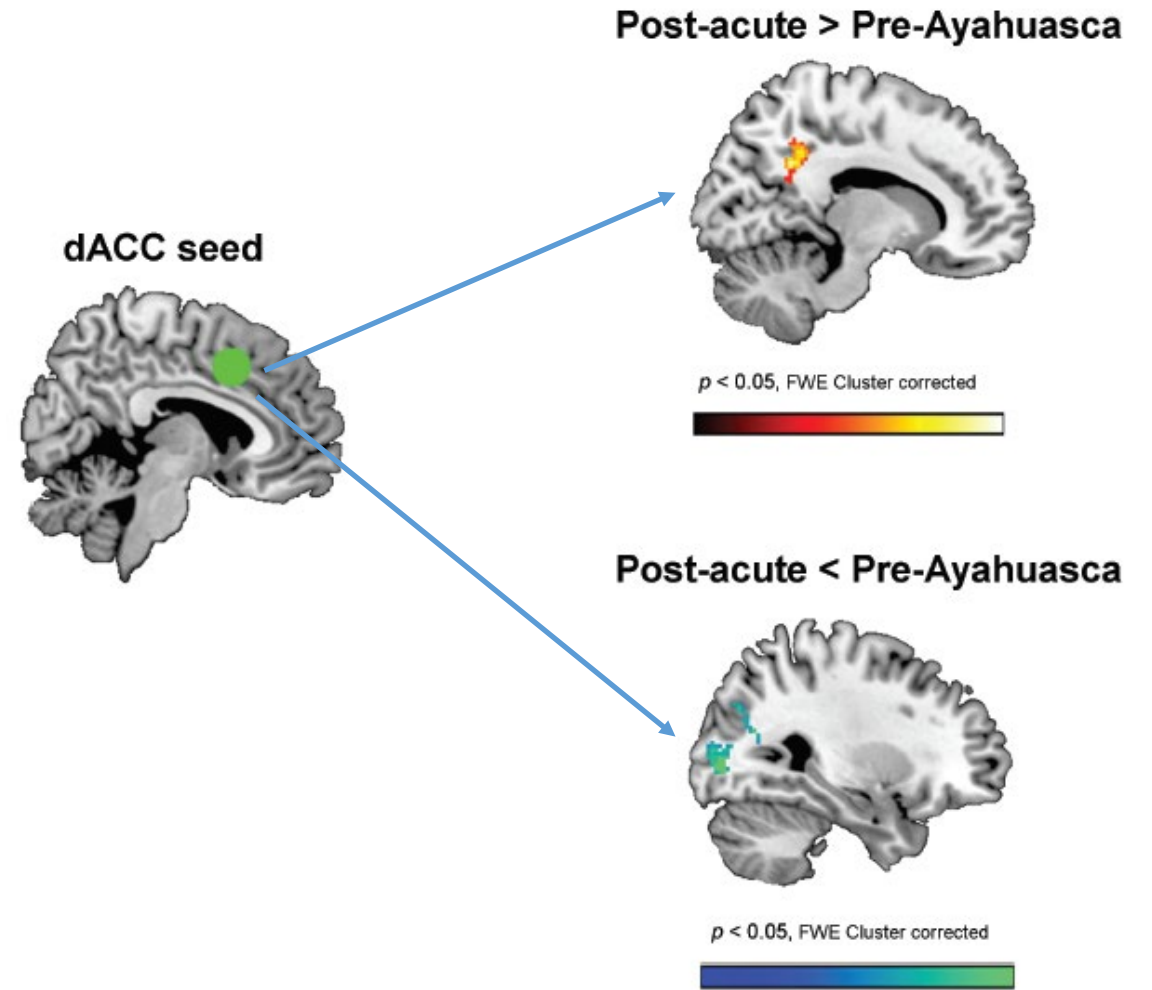 Post-acute > Pre-Ayahuasca
dACC seed
p < 0.05, FWE Cluster corrected
Post-acute < Pre-Ayahuasca
p < 0.05, FWE Cluster corrected